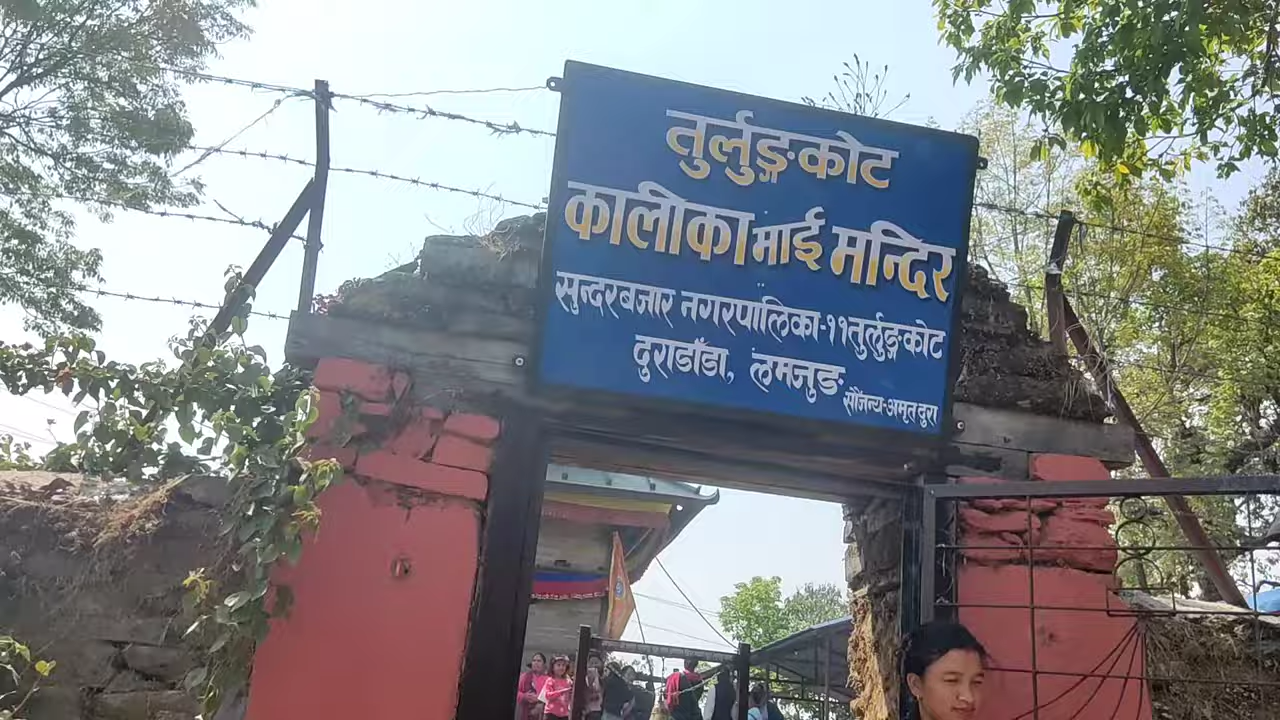 तुर्लुङ्गकोट
कालीका माई मन्दिर
सुन्दरबजार नगरपालिका-११तुर्लुङ्गकोट
दुराडाँडा, लमजुङ
सौजन्य-अमृत दुरा